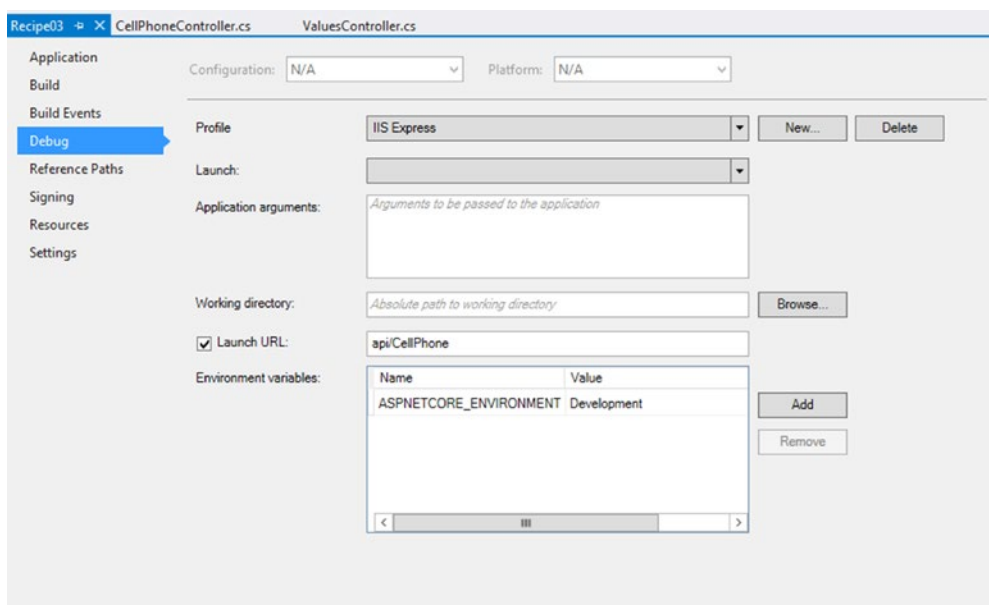 Recipe03 CellPhoneController.cs ValuesController.cs
Application
Configuration: N/A Platform: N/A
Build
Build Events
Profile IIS Express New... Delete
Debug
Reference Paths
Launch:
Signing
Application arguments: Arguments to be passed to the application
Resources
Settings
Working directory: Absolute path to working directory Browse...
Launch URL: api/CellPhone
Environment variables: Name Value
ASPNETCORE_ENVIRONMENT Development Add
Remove